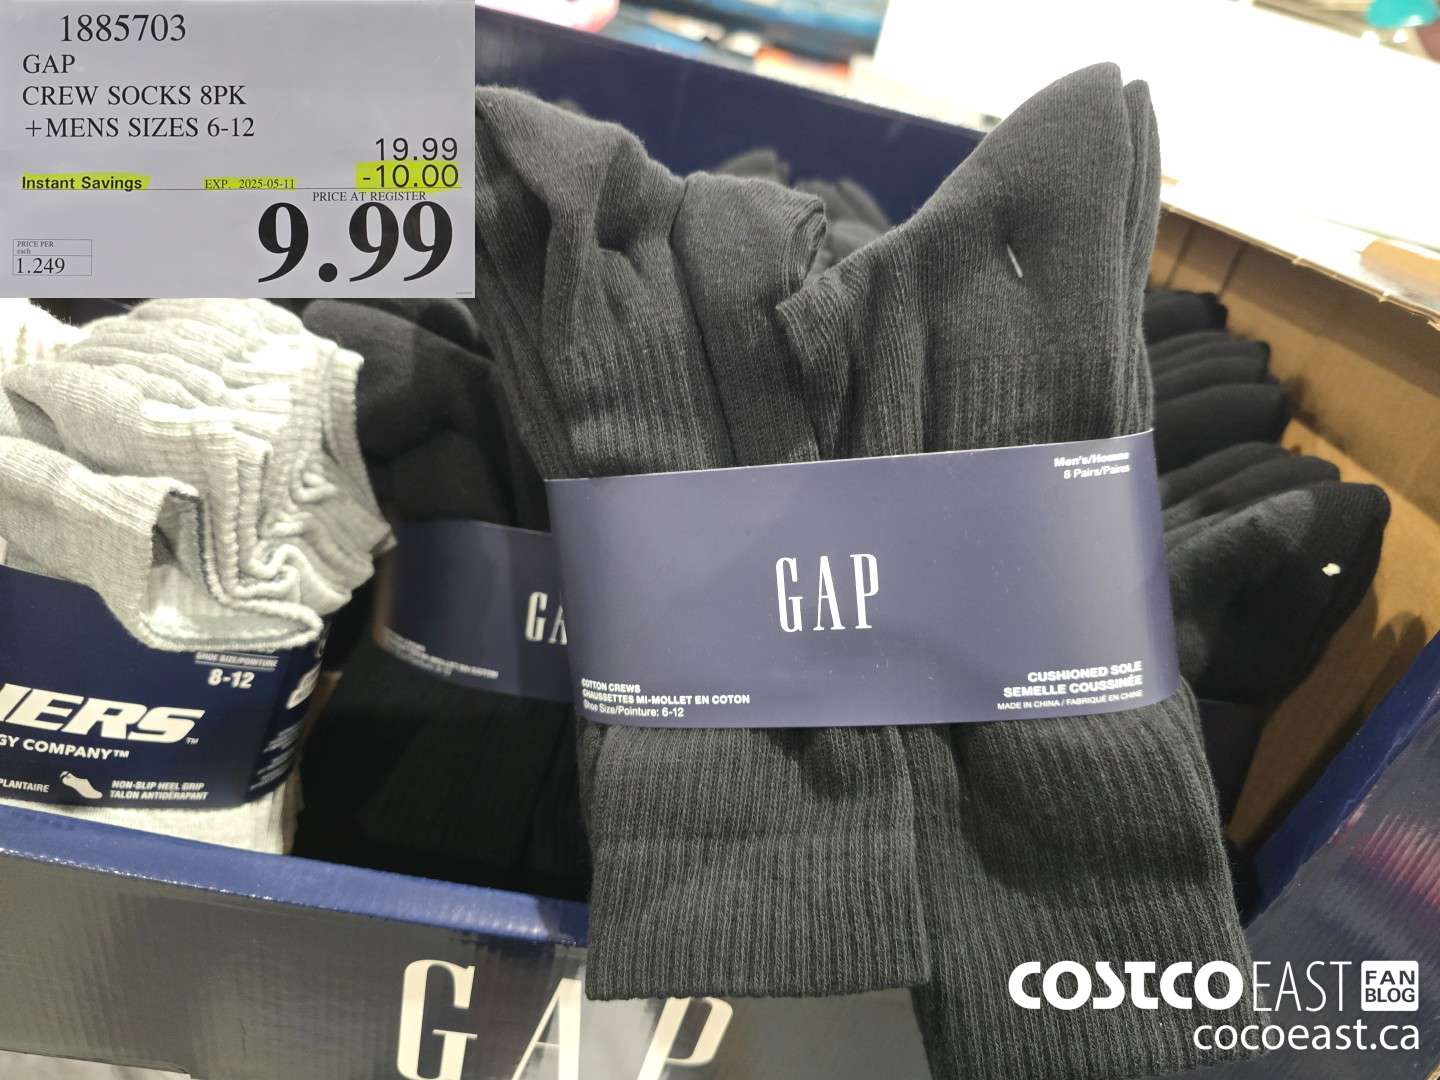 1885703
GAP
CREW SOCKS 8PK
+MENS SIZES 6-12
19.99
Instant Savings EXP. 2025-05-11 -10.00
PRICE AT REGISTER
9.99
PRICE PER
each
1.249
Men's/Homme
8 Pairs/Paires
GAP
COTTON CREWS
CHAUSSETTES MI-MOLLET EN COTON
Shoe Size/Pointure: 6-12
CUSHIONED SOLE
SEMELLE COUSSINÉE
MADE IN CHINA / FABRIQUÉ EN CHINE
GA
SHOE SIZE/POINTURE
8-12
IERS™
GY COMPANY™
PLANTAIRE
NON-SLIP HEEL GRIP
TALON ANTIDÉRAPANT
GAP
COSTCO EAST FAN BLOG
cocoeast.ca